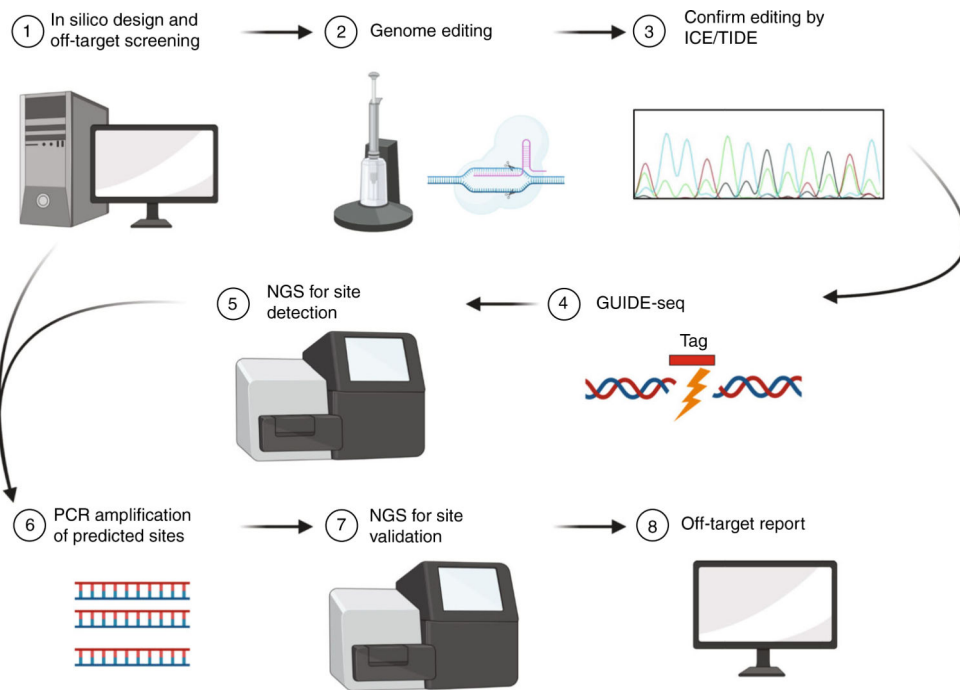 1 In silico design and
off-target screening
2 Genome editing
3 Confirm editing by
ICE/TIDE
4 GUIDE-seq
Tag
5 NGS for site
detection
6 PCR amplification
of predicted sites
7 NGS for site
validation
8 Off-target report